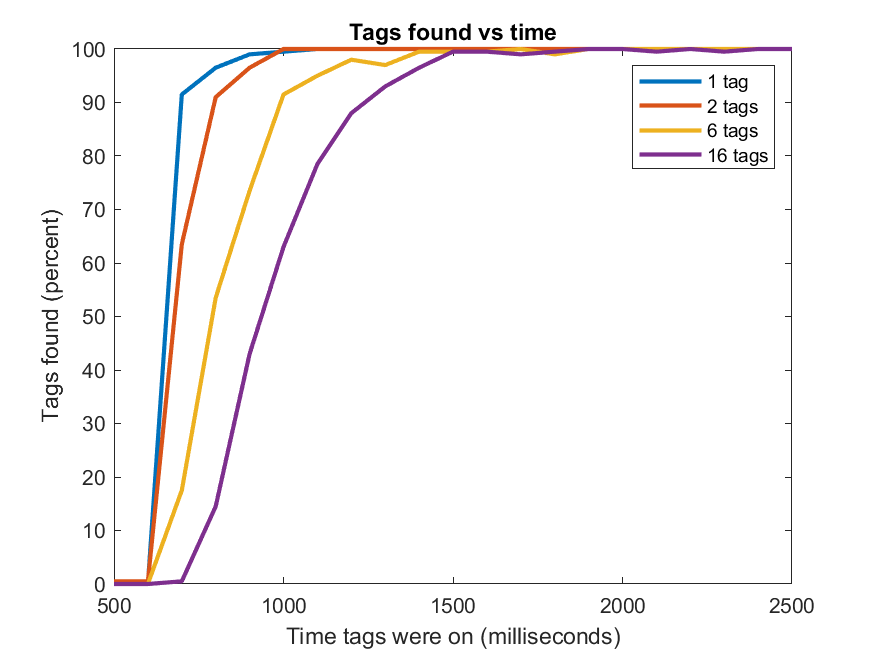 Tags found vs time
100
90
80
70
60
50
40
30
20
10
0
Tags found (percent)
1 tag
2 tags
6 tags
16 tags
500 1000 1500 2000 2500
Time tags were on (milliseconds)